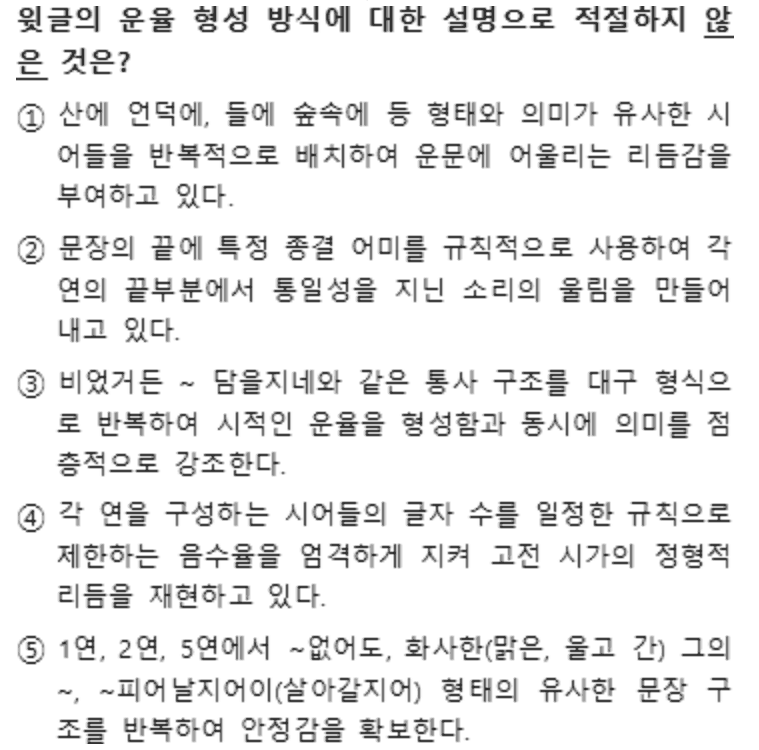 윗글의 운율 형성 방식에 대한 설명으로 적절하지 않
은 것은?
① 산에 언덕에, 들에 숲속에 등 형태와 의미가 유사한 시
어들을 반복적으로 배치하여 운문에 어울리는 리듬감을
부여하고 있다.
② 문장의 끝에 특정 종결 어미를 규칙적으로 사용하여 각
연의 끝부분에서 통일성을 지닌 소리의 울림을 만들어
내고 있다.
③ 비었거든 ~ 담을지네와 같은 통사 구조를 대구 형식으
로 반복하여 시적인 운율을 형성함과 동시에 의미를 점
층적으로 강조한다.
④ 각 연을 구성하는 시어들의 글자 수를 일정한 규칙으로
제한하는 음수율을 엄격하게 지켜 고전 시가의 정형적
리듬을 재현하고 있다.
⑤ 1연, 2연, 5연에서 ~없어도, 화사한(맑은, 울고 간) 그의
~, ~피어날지어이(살아갈지어) 형태의 유사한 문장 구
조를 반복하여 안정감을 확보한다.